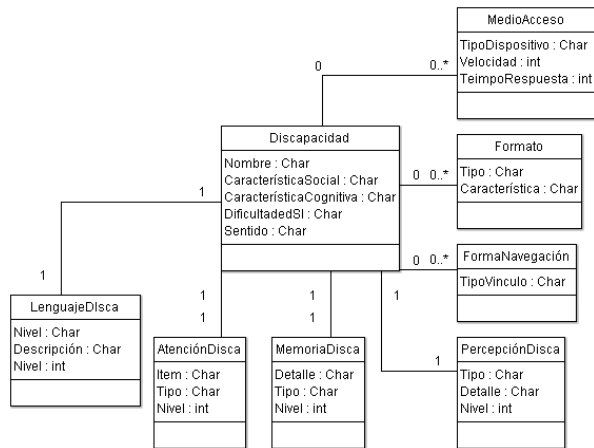 MedioAcceso
TipoDispositivo : Char
Velocidad : int
TeimpoRespuesta : int
0
0..*
Discapacidad
Nombre : Char
CaracterísticaSocial : Char
CaracterísticaCognitiva : Char
DificultadedSI : Char
Sentido : Char
Formato
Tipo : Char
Característica : Char
0 0..*
1
0 0..*
FormaNavegación
TipoVinculo : Char
1
LenguajeDIsca
Nivel : Char
Descripción : Char
Nivel : int
1
1
AtenciónDisca
Item : Char
Tipo : Char
Nivel : int
1
1
MemoriaDisca
Detalle : Char
Tipo : Char
Nivel : int
1
1
PercepciónDisca
Tipo : Char
Detalle : Char
Nivel : int